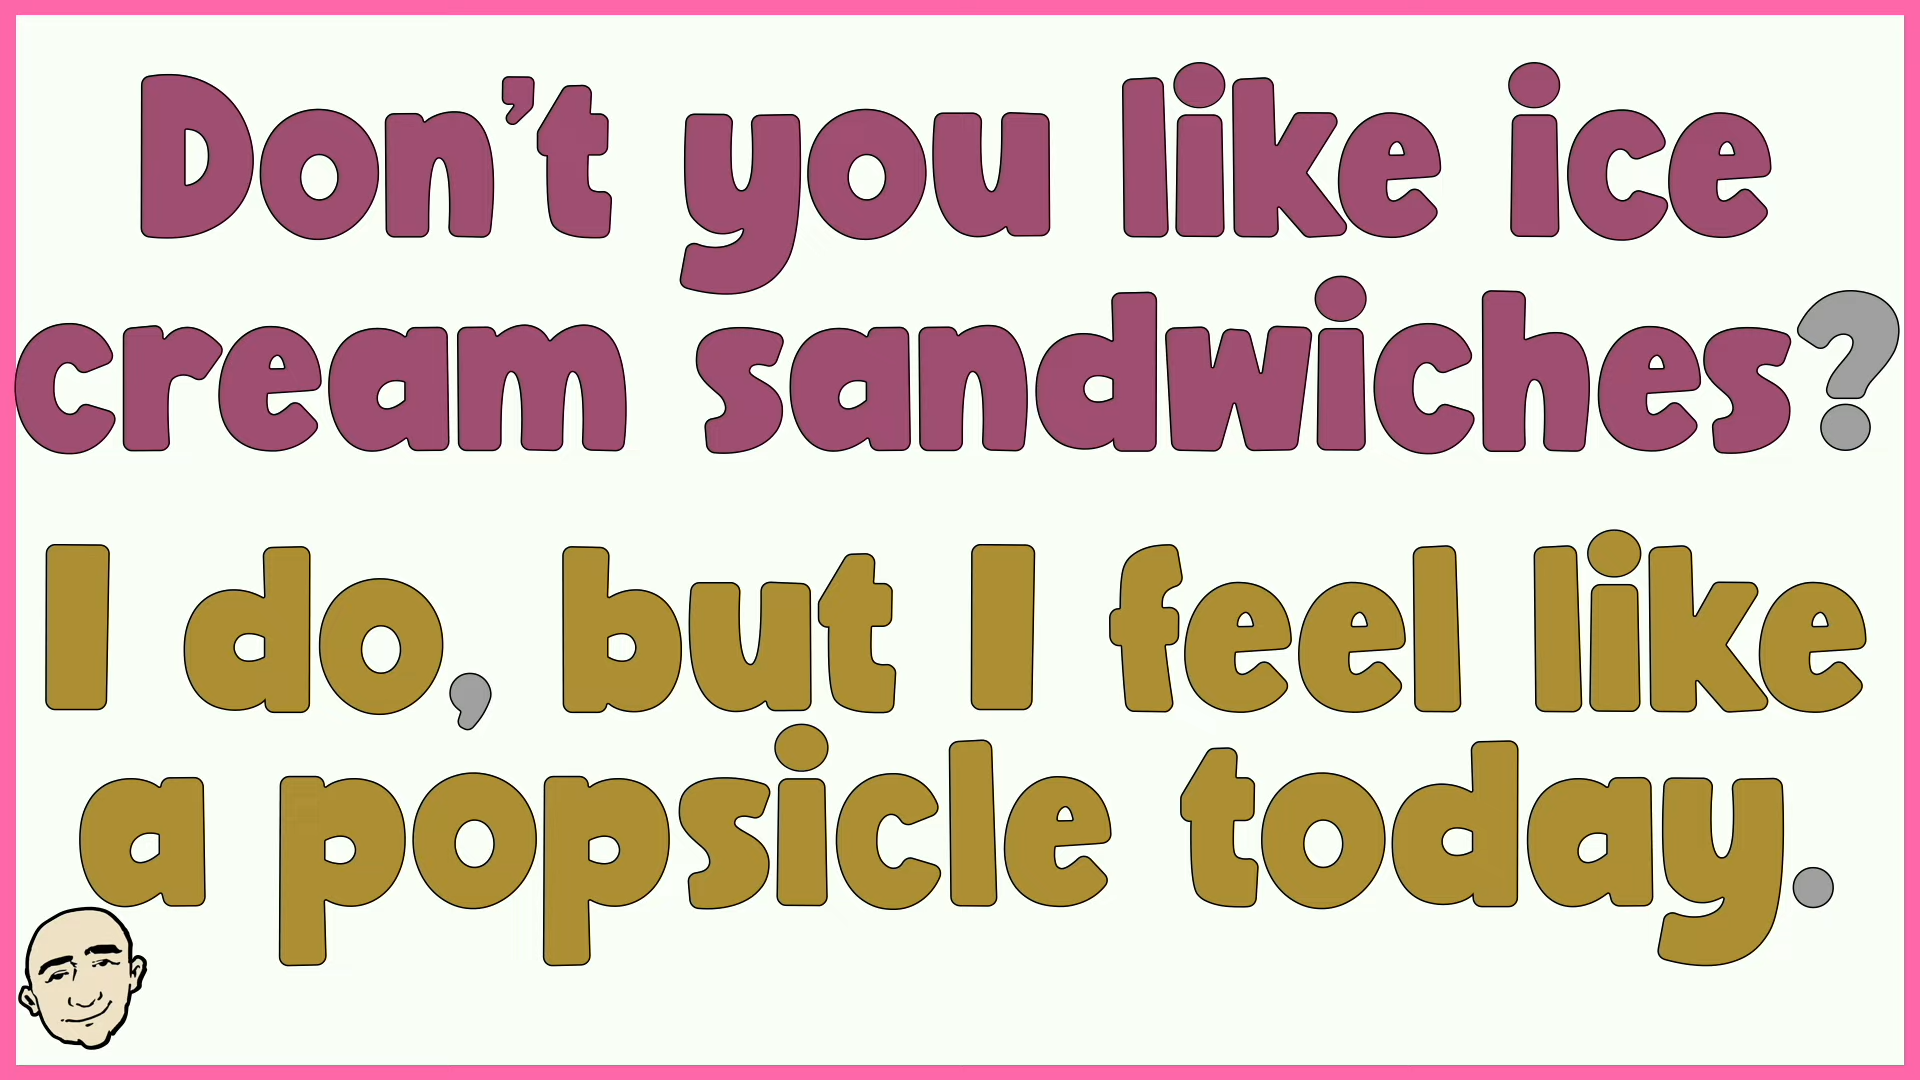 Don’t you like ice
cream sandwiches?
I do, but I feel like
a popsicle today.